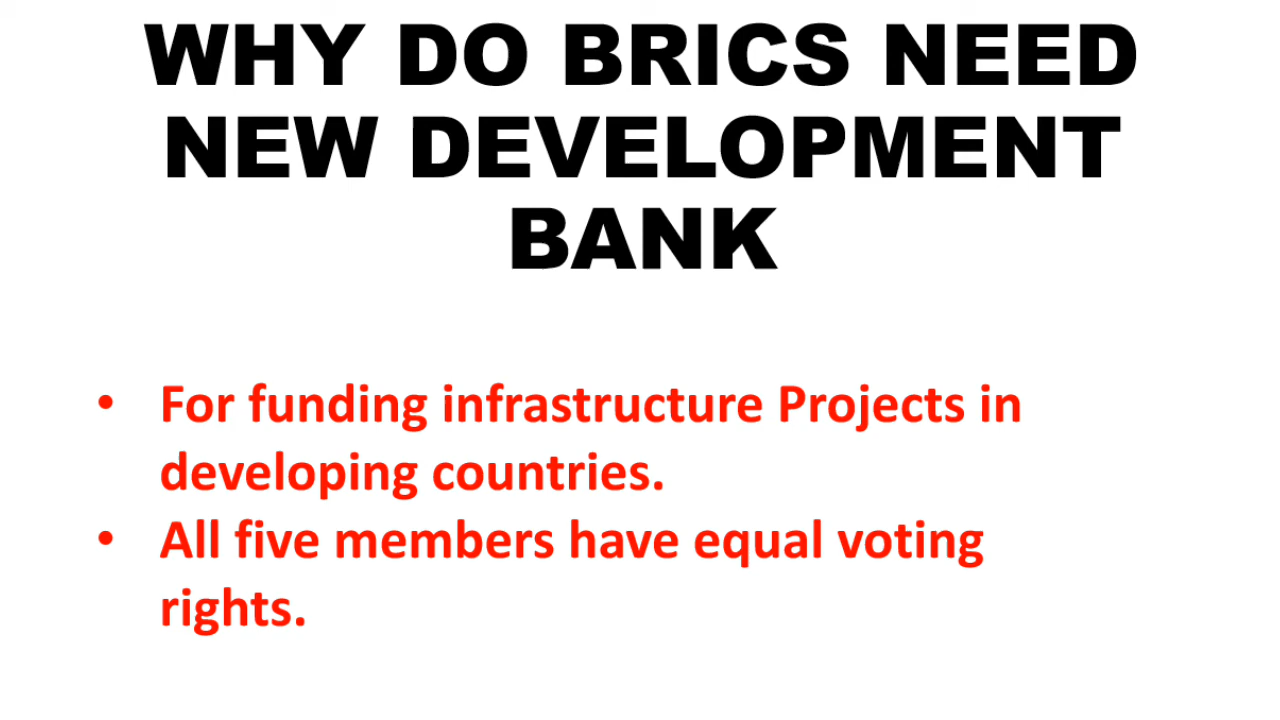 WHY DO BRICS NEED
NEW DEVELOPMENT
BANK
• For funding infrastructure Projects in
developing countries.
• All five members have equal voting
rights.